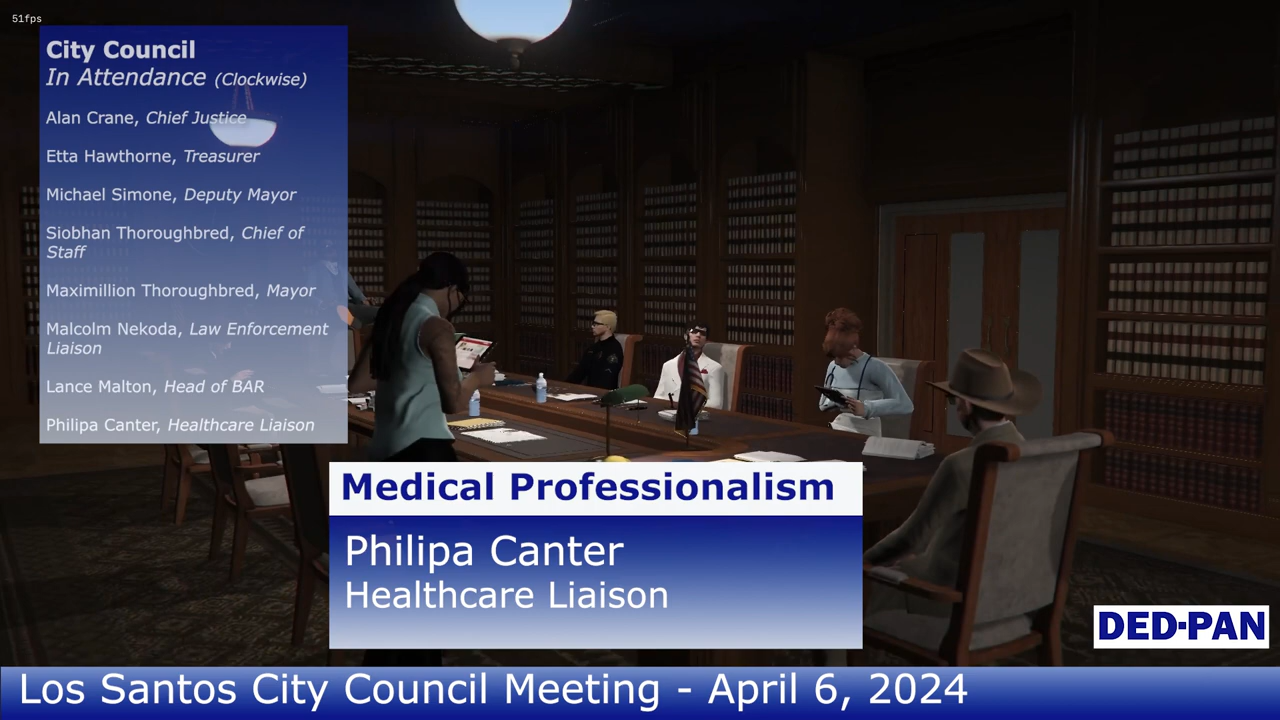 51fps
City Council
In Attendance (Clockwise)
Alan Crane, Chief Justice
Etta Hawthorne, Treasurer
Michael Simone, Deputy Mayor
Siobhan Thoroughbred, Chief of
Staff
Maximillion Thoroughbred, Mayor
Malcolm Nekoda, Law Enforcement
Liaison
Lance Malton, Head of BAR
Philipa Canter, Healthcare Liaison
Medical Professionalism
Philipa Canter
Healthcare Liaison
DED-PAN
Los Santos City Council Meeting - April 6, 2024